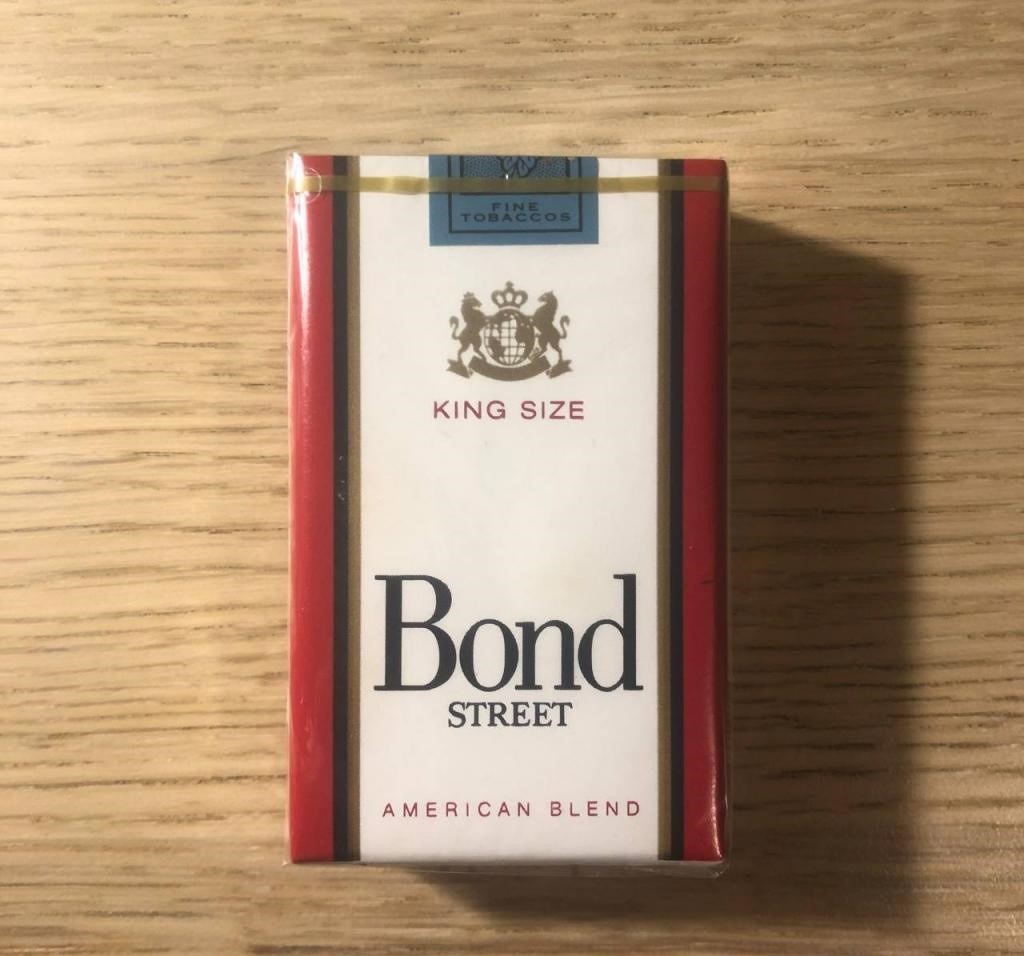 FINE
TOBACCOS
KING SIZE
Bond
STREET
AMERICAN BLEND